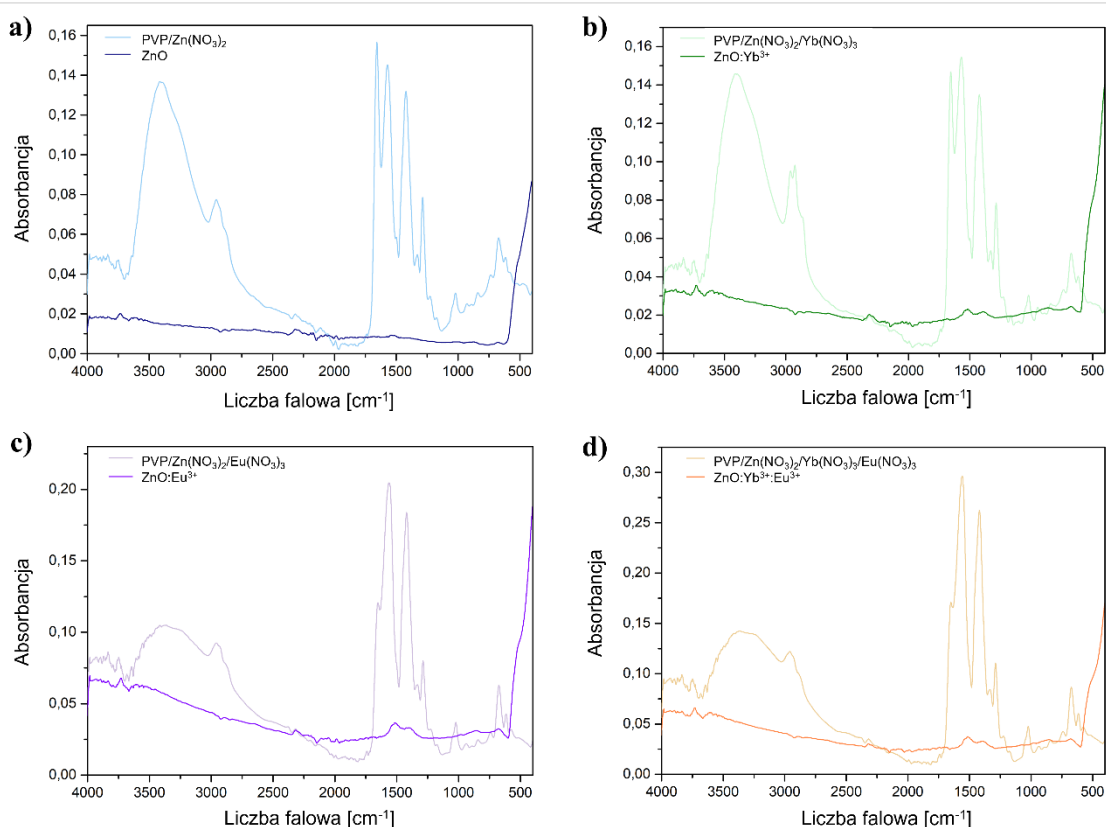 a)
PVP/Zn(NO3)2
ZnO
0,16
0,14
0,12
0,10
0,08
0,06
0,04
0,02
0,00
Absorbancja
4000 3500 3000 2500 2000 1500 1000 500
Liczba falowa [cm-1]
b)
PVP/Zn(NO3)2/Yb(NO3)3
ZnO:Yb3+
0,16
0,14
0,12
0,10
0,08
0,06
0,04
0,02
0,00
Absorbancja
4000 3500 3000 2500 2000 1500 1000 500
Liczba falowa [cm-1]
c)
PVP/Zn(NO3)2/Eu(NO3)3
ZnO:Eu3+
0,20
0,15
0,10
0,05
0,00
Absorbancja
4000 3500 3000 2500 2000 1500 1000 500
Liczba falowa [cm-1]
d)
PVP/Zn(NO3)2/Yb(NO3)3/Eu(NO3)3
ZnO:Yb3+:Eu3+
0,30
0,25
0,20
0,15
0,10
0,05
0,00
Absorbancja
4000 3500 3000 2500 2000 1500 1000 500
Liczba falowa [cm-1]